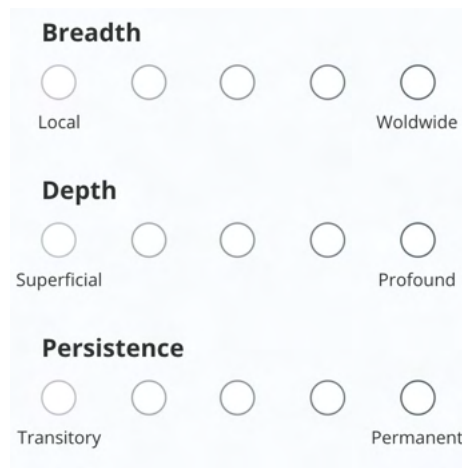 Breadth
Local Woldwide
Depth
Superficial Profound
Persistence
Transitory Permanent